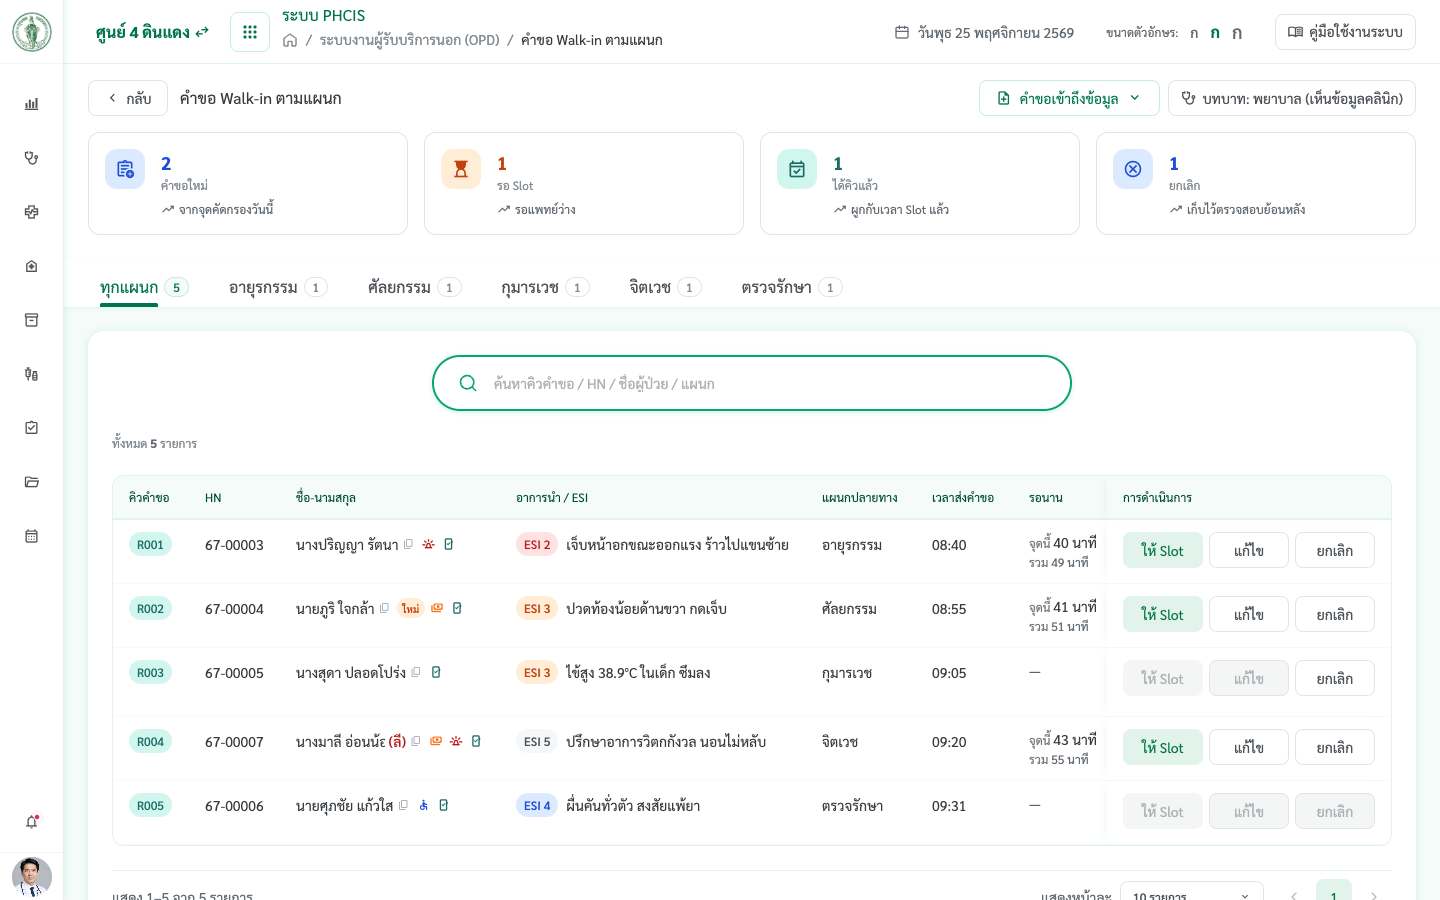 ศูนย์ 4 ดินแดง
ระบบ PHCIS
ระบบงานผู้รับบริการนอก (OPD) / คำขอ Walk-in ตามแผนก
วันพุธ 25 พฤศจิกายน 2569
ขนาดตัวอักษร: ก ก ก
คู่มือใช้งานระบบ
กลับ
คำขอ Walk-in ตามแผนก
คำขอเข้าถึงข้อมูล
บทบาท: พยาบาล (เห็นข้อมูลคลินิก)
2
คำขอใหม่
จากจุดคัดกรองวันนี้
1
รอ Slot
รอแพทย์ว่าง
1
ได้คิวแล้ว
ผูกกับเวลา Slot แล้ว
1
ยกเลิก
เก็บไว้ตรวจสอบย้อนหลัง
ทุกแผนก 5 อายุรกรรม 1 ศัลยกรรม 1 กุมารเวช 1 จิตเวช 1 ตรวจรักษา 1
ค้นหาคิวคำขอ / HN / ชื่อผู้ป่วย / แผนก
ทั้งหมด 5 รายการ
คิวคำขอ HN ชื่อ-นามสกุล อาการนำ / ESI แผนกปลายทาง เวลาส่งคำขอ รอนาน การดำเนินการ
R001 67-00003 นางปริญญา รัตนา ESI 2 เจ็บหน้าอกขณะออกแรง ร้าวไปแขนซ้าย อายุรกรรม 08:40 จุดนี้ 40 นาที ให้ Slot แก้ไข ยกเลิก
รวม 49 นาที
R002 67-00004 นายภูริ ใจกล้า ใหม่ ESI 3 ปวดท้องน้อยด้านขวา กดเจ็บ ศัลยกรรม 08:55 จุดนี้ 41 นาที ให้ Slot แก้ไข ยกเลิก
รวม 51 นาที
R003 67-00005 นางสุดา ปลอดโปร่ง ESI 3 ไข้สูง 38.9°C ในเด็ก ซึมลง กุมารเวช 09:05 — ให้ Slot แก้ไข ยกเลิก
R004 67-00007 นางมาลี อ่อนน้อ (ลี) ESI 5 ปรึกษาอาการวิตกกังวล นอนไม่หลับ จิตเวช 09:20 จุดนี้ 43 นาที ให้ Slot แก้ไข ยกเลิก
รวม 55 นาที
R005 67-00006 นายศุภชัย แก้วใส ESI 4 ผื่นคันทั่วตัว สงสัยแพ้ยา ตรวจรักษา 09:31 — ให้ Slot แก้ไข ยกเลิก
แสดง 1–5 จาก 5 รายการ
แสดงหน้าละ 10 รายการ 1